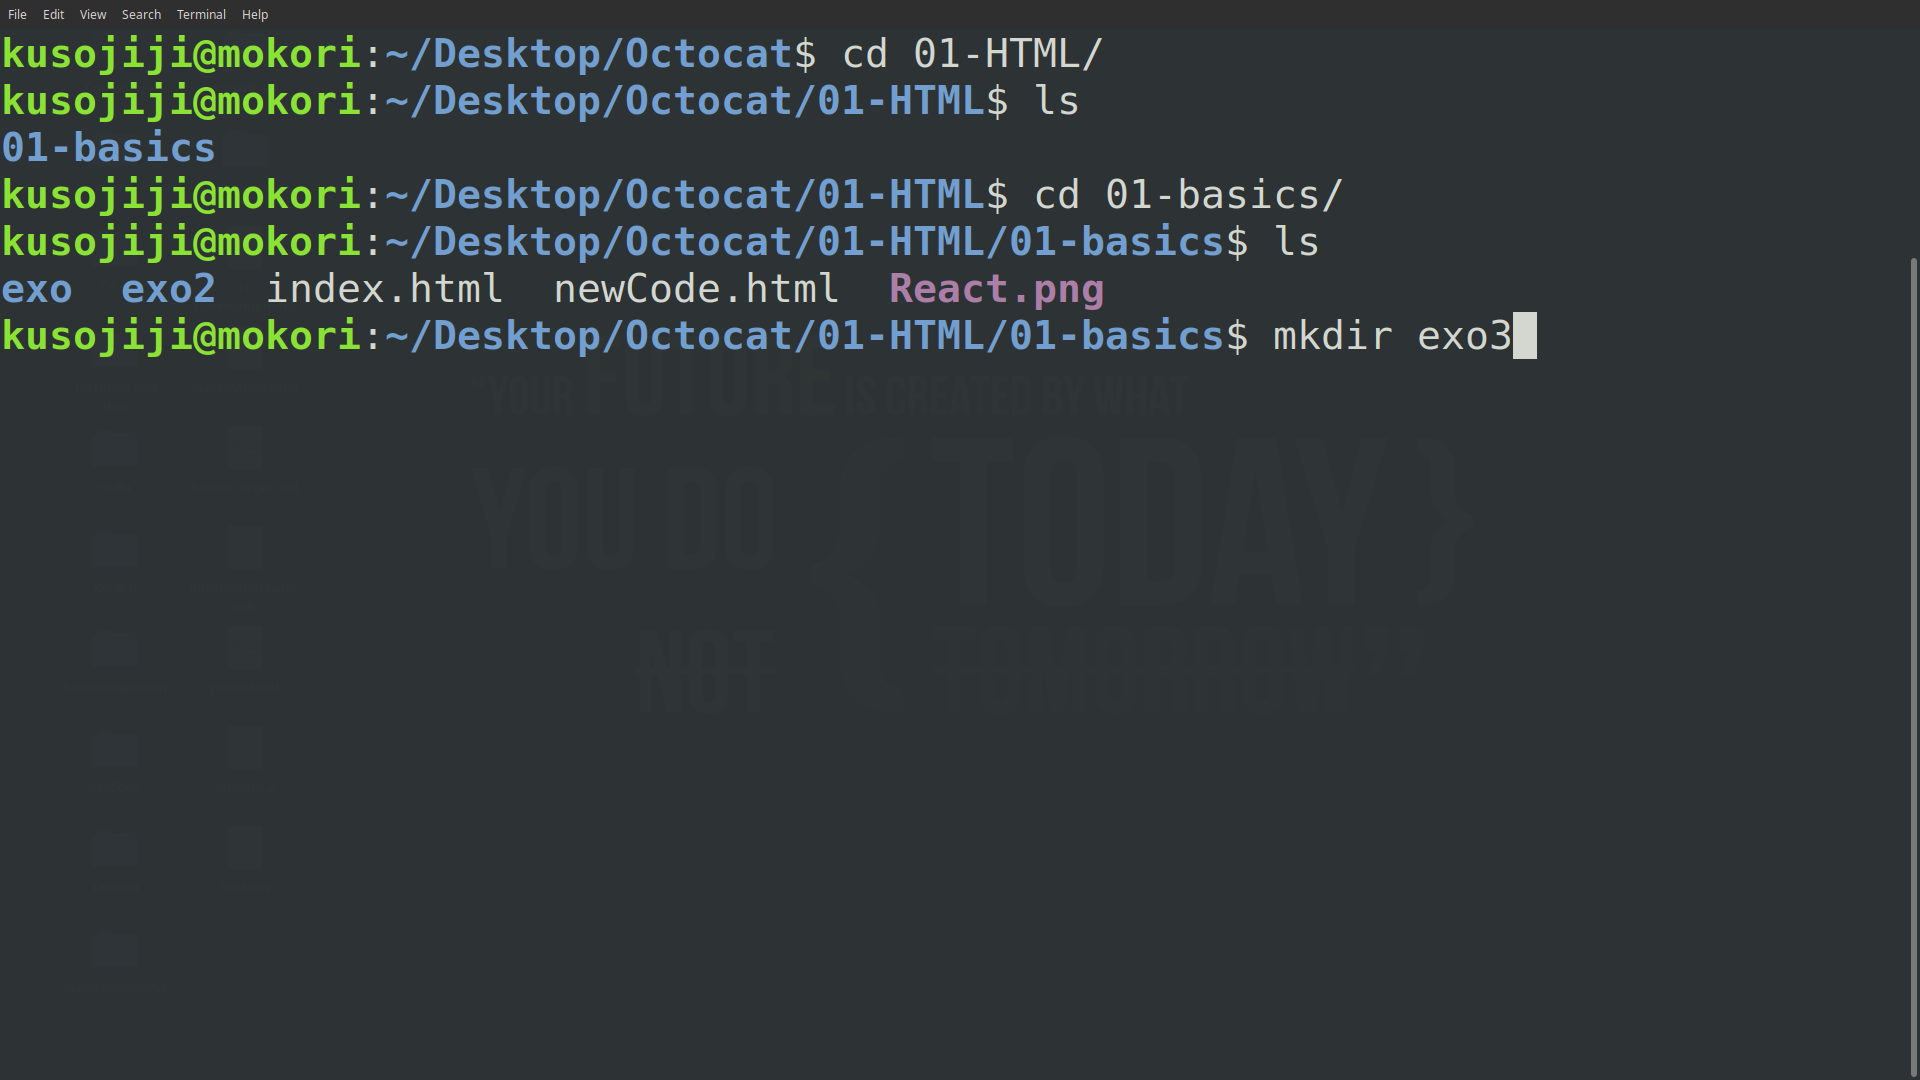 File Edit View Search Terminal Help
kusojiji@mokori:~/Desktop/Octocat$ cd 01-HTML/
kusojiji@mokori:~/Desktop/Octocat/01-HTML$ ls
01-basics
kusojiji@mokori:~/Desktop/Octocat/01-HTML$ cd 01-basics/
kusojiji@mokori:~/Desktop/Octocat/01-HTML/01-basics$ ls
exo  exo2  index.html  newCode.html  React.png
kusojiji@mokori:~/Desktop/Octocat/01-HTML/01-basics$ mkdir exo3
“YOUR FUTURE IS CREATED BY WHAT
YOU DO { TODAY }
NOT TOMORROW”